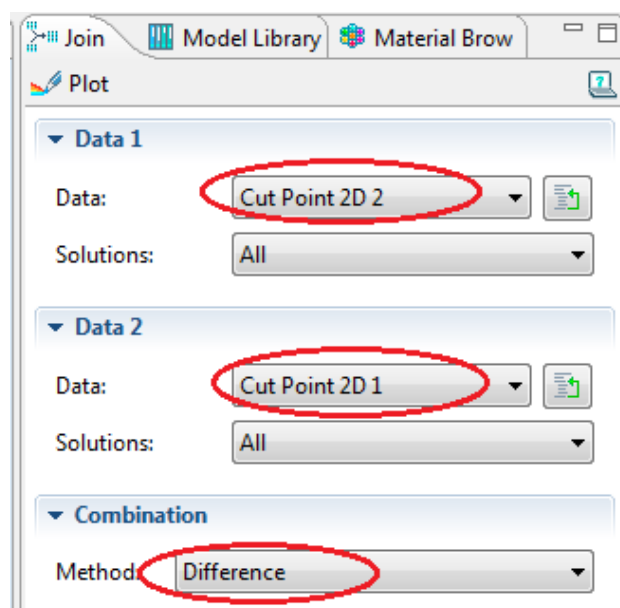 Join Model Library Material Brow
Plot
Data 1
Data: Cut Point 2D 2
Solutions: All
Data 2
Data: Cut Point 2D 1
Solutions: All
Combination
Method: Difference